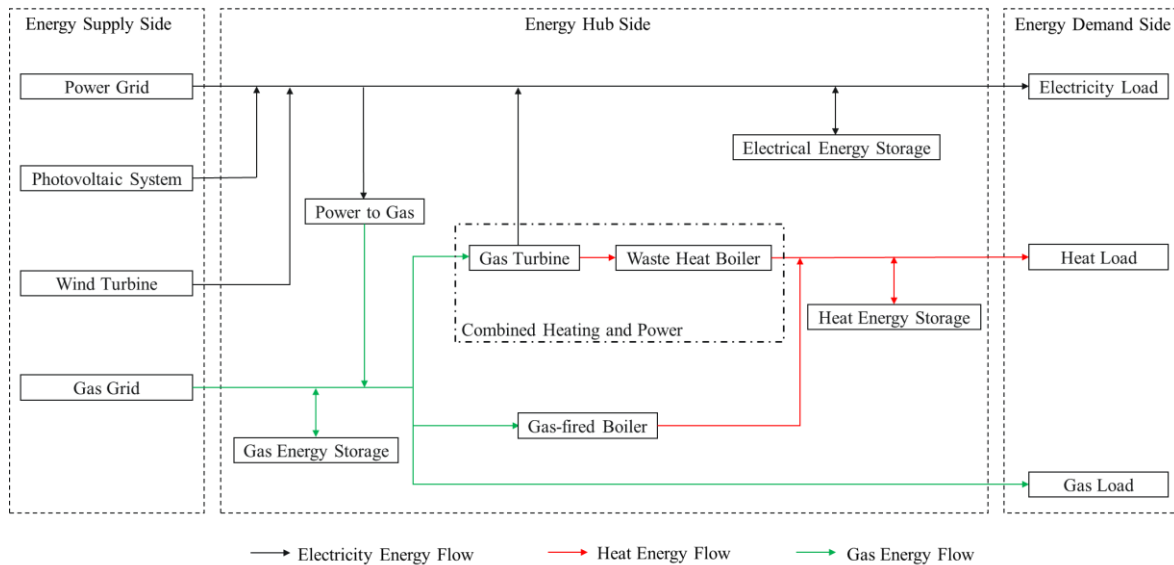 Energy Supply Side
Energy Hub Side
Energy Demand Side
Power Grid
Electricity Load
Electrical Energy Storage
Photovoltaic System
Power to Gas
Gas Turbine
Waste Heat Boiler
Heat Load
Wind Turbine
Heat Energy Storage
Combined Heating and Power
Gas Grid
Gas-fired Boiler
Gas Energy Storage
Gas Load
Electricity Energy Flow
Heat Energy Flow
Gas Energy Flow